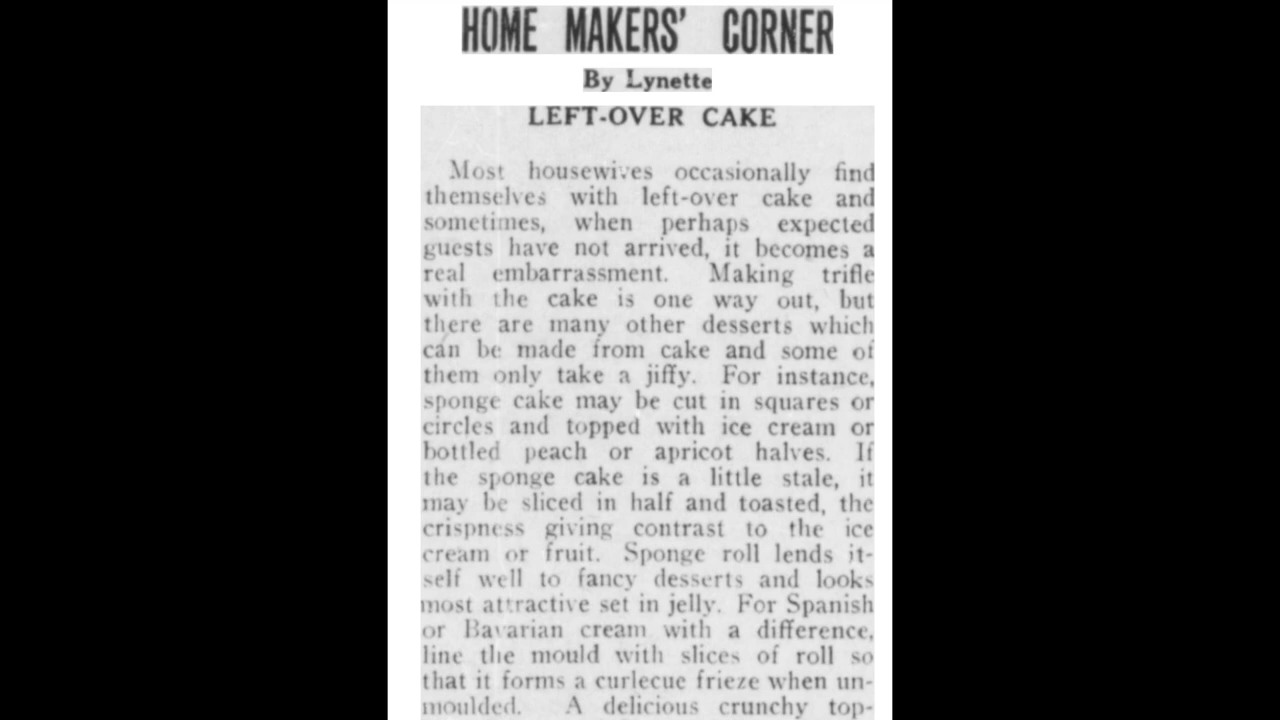 HOME MAKERS' CORNER
By Lynette
LEFT-OVER CAKE
Most housewives occasionally find
themselves with left-over cake and
sometimes, when perhaps expected
guests have not arrived, it becomes a
real embarrassment. Making trifle
with the cake is one way out, but
there are many other desserts which
can be made from cake and some of
them only take a jiffy. For instance,
sponge cake may be cut in squares or
circles and topped with ice cream or
bottled peach or apricot halves. If
the sponge cake is a little stale, it
may be sliced in half and toasted, the
crispness giving contrast to the ice
cream or fruit. Sponge roll lends it-
self well to fancy desserts and looks
most attractive set in jelly. For Spanish
or Bavarian cream with a difference,
line the mould with slices of roll so
that it forms a curlecue frieze when un-
moulded. A delicious crunchy top-